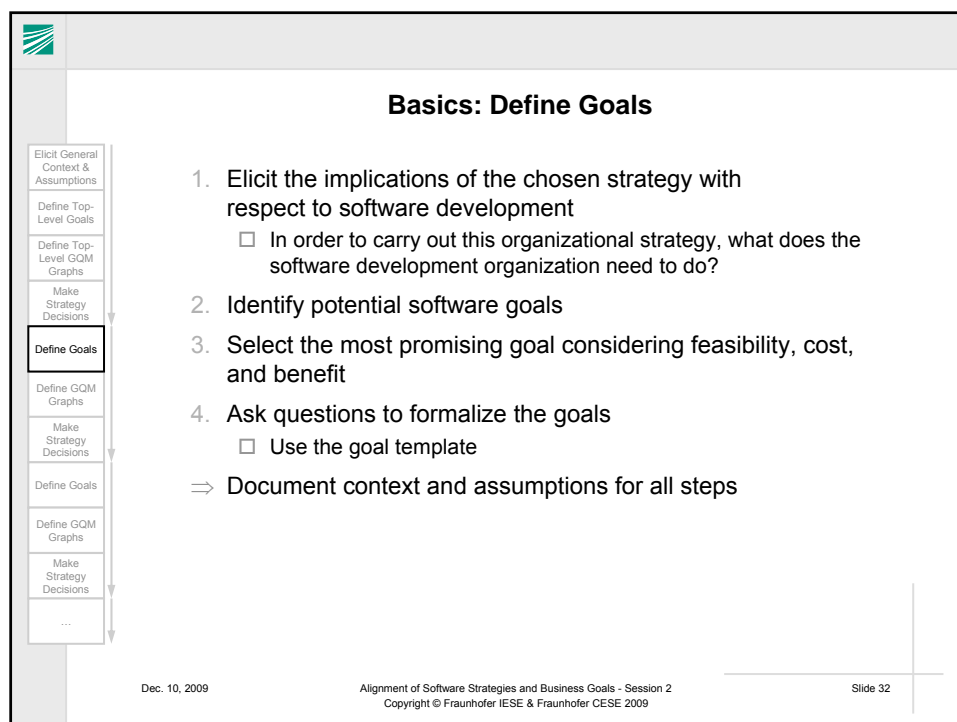 Basics: Define Goals
Elicit General
Context &
Assumptions
Define Top-
Level Goals
Define Top-
Level GQM
Graphs
Make
Strategy
Decisions
Define Goals
Define GQM
Graphs
Make
Strategy
Decisions
Define Goals
Define GQM
Graphs
Make
Strategy
Decisions
…
1. Elicit the implications of the chosen strategy with
respect to software development
□ In order to carry out this organizational strategy, what does the
software development organization need to do?
2. Identify potential software goals
3. Select the most promising goal considering feasibility, cost,
and benefit
4. Ask questions to formalize the goals
□ Use the goal template
⇒ Document context and assumptions for all steps
Dec. 10, 2009
Alignment of Software Strategies and Business Goals - Session 2
Copyright © Fraunhofer IESE & Fraunhofer CESE 2009
Slide 32